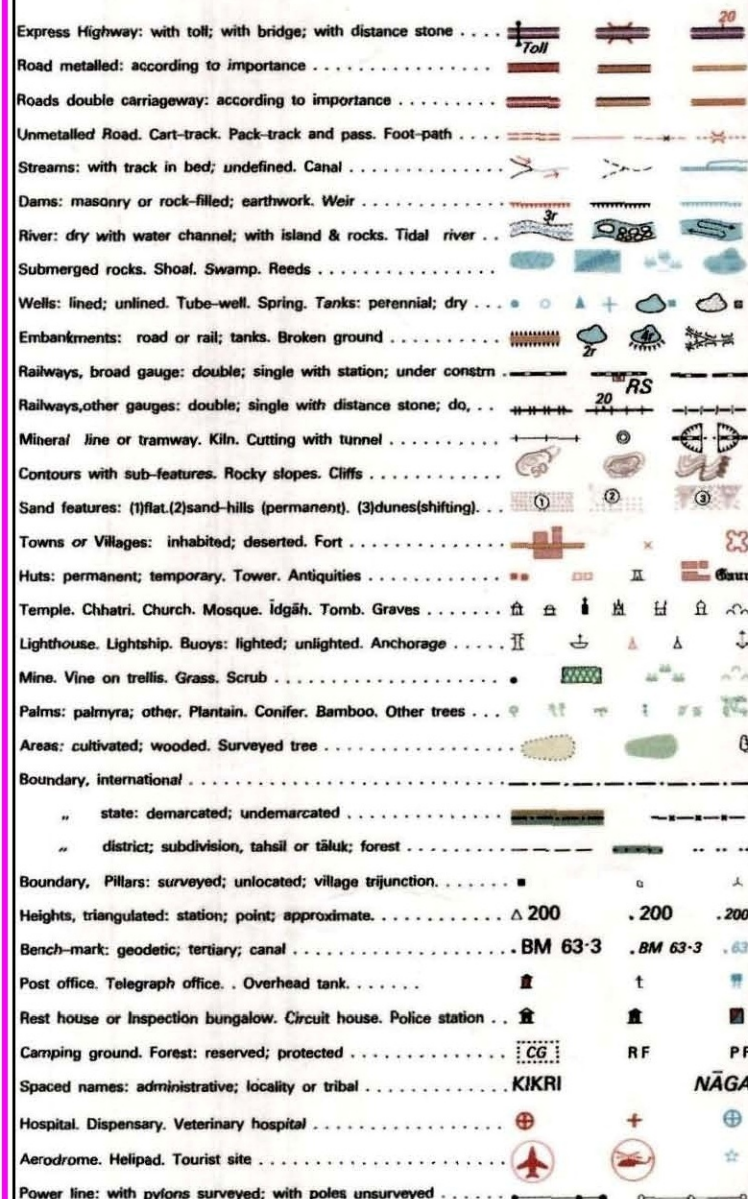 20
Express Highway: with toll; with bridge; with distance stone . . . .
Toll
Road metalled: according to importance . . . . . . . . . . . . . . . . .
Roads double carriageway: according to importance . . . . . . . . .
Unmetalled Road. Cart-track. Pack-track and pass. Foot-path . . . .
Streams: with track in bed; undefined. Canal . . . . . . . . . . . . . .
Dams: masonry or rock-filled; earthwork. Weir . . . . . . . . . . . .
3r
River: dry with water channel; with island & rocks. Tidal river . .
Submerged rocks. Shoal. Swamp. Reeds . . . . . . . . . . . . . . . . .
Wells: lined; unlined. Tube-well. Spring. Tanks: perennial; dry . . .
Embankments: road or rail; tanks. Broken ground . . . . . . . . . . 2r 4r
Railways, broad gauge: double; single with station; under constrn .
RS
Railways,other gauges: double; single with distance stone; do, . . 20
Mineral line or tramway. Kiln. Cutting with tunnel . . . . . . . . . .
Contours with sub-features. Rocky slopes. Cliffs . . . . . . . . . . . 50
Sand features: (1)flat.(2)sand-hills (permanent). (3)dunes(shifting). . . 1 2 3
Towns or Villages: inhabited; deserted. Fort . . . . . . . . . . . . . .
Huts: permanent; temporary. Tower. Antiquities . . . . . . . . . . . . Gaur
Temple. Chhatri. Church. Mosque. Īdgāh. Tomb. Graves . . . . . . .
Lighthouse. Lightship. Buoys: lighted; unlighted. Anchorage . . . . .
Mine. Vine on trellis. Grass. Scrub . . . . . . . . . . . . . . . . . . . . .
Palms: palmyra; other. Plantain. Conifer. Bamboo. Other trees . . .
Areas: cultivated; wooded. Surveyed tree . . . . . . . . . . . . . . . .
Boundary, international . . . . . . . . . . . . . . . . . . . . . . . . . . . . .
„ state: demarcated; undemarcated . . . . . . . . . . . . . . . .
„ district; subdivision, tahsil or tāluk; forest . . . . . . . . . .
Boundary, Pillars: surveyed; unlocated; village trijunction. . . . . . .
Heights, triangulated: station; point; approximate. . . . . . . . . . . . 200 . 200 . 200
Bench-mark: geodetic; tertiary; canal . . . . . . . . . . . . . . . . . . . . BM 63·3 . BM 63·3 . 63
Post office. Telegraph office. . Overhead tank. . . . . . .
Rest house or Inspection bungalow. Circuit house. Police station . .
Camping ground. Forest: reserved; protected . . . . . . . . . . . . . . CG RF PF
Spaced names: administrative; locality or tribal . . . . . . . . . . . . KIKRI NĀGA
Hospital. Dispensary. Veterinary hospital . . . . . . . . . . . . . . . . .
Aerodrome. Helipad. Tourist site . . . . . . . . . . . . . . . . . . . . . .
Power line: with pylons surveyed; with poles unsurveyed . . . . .